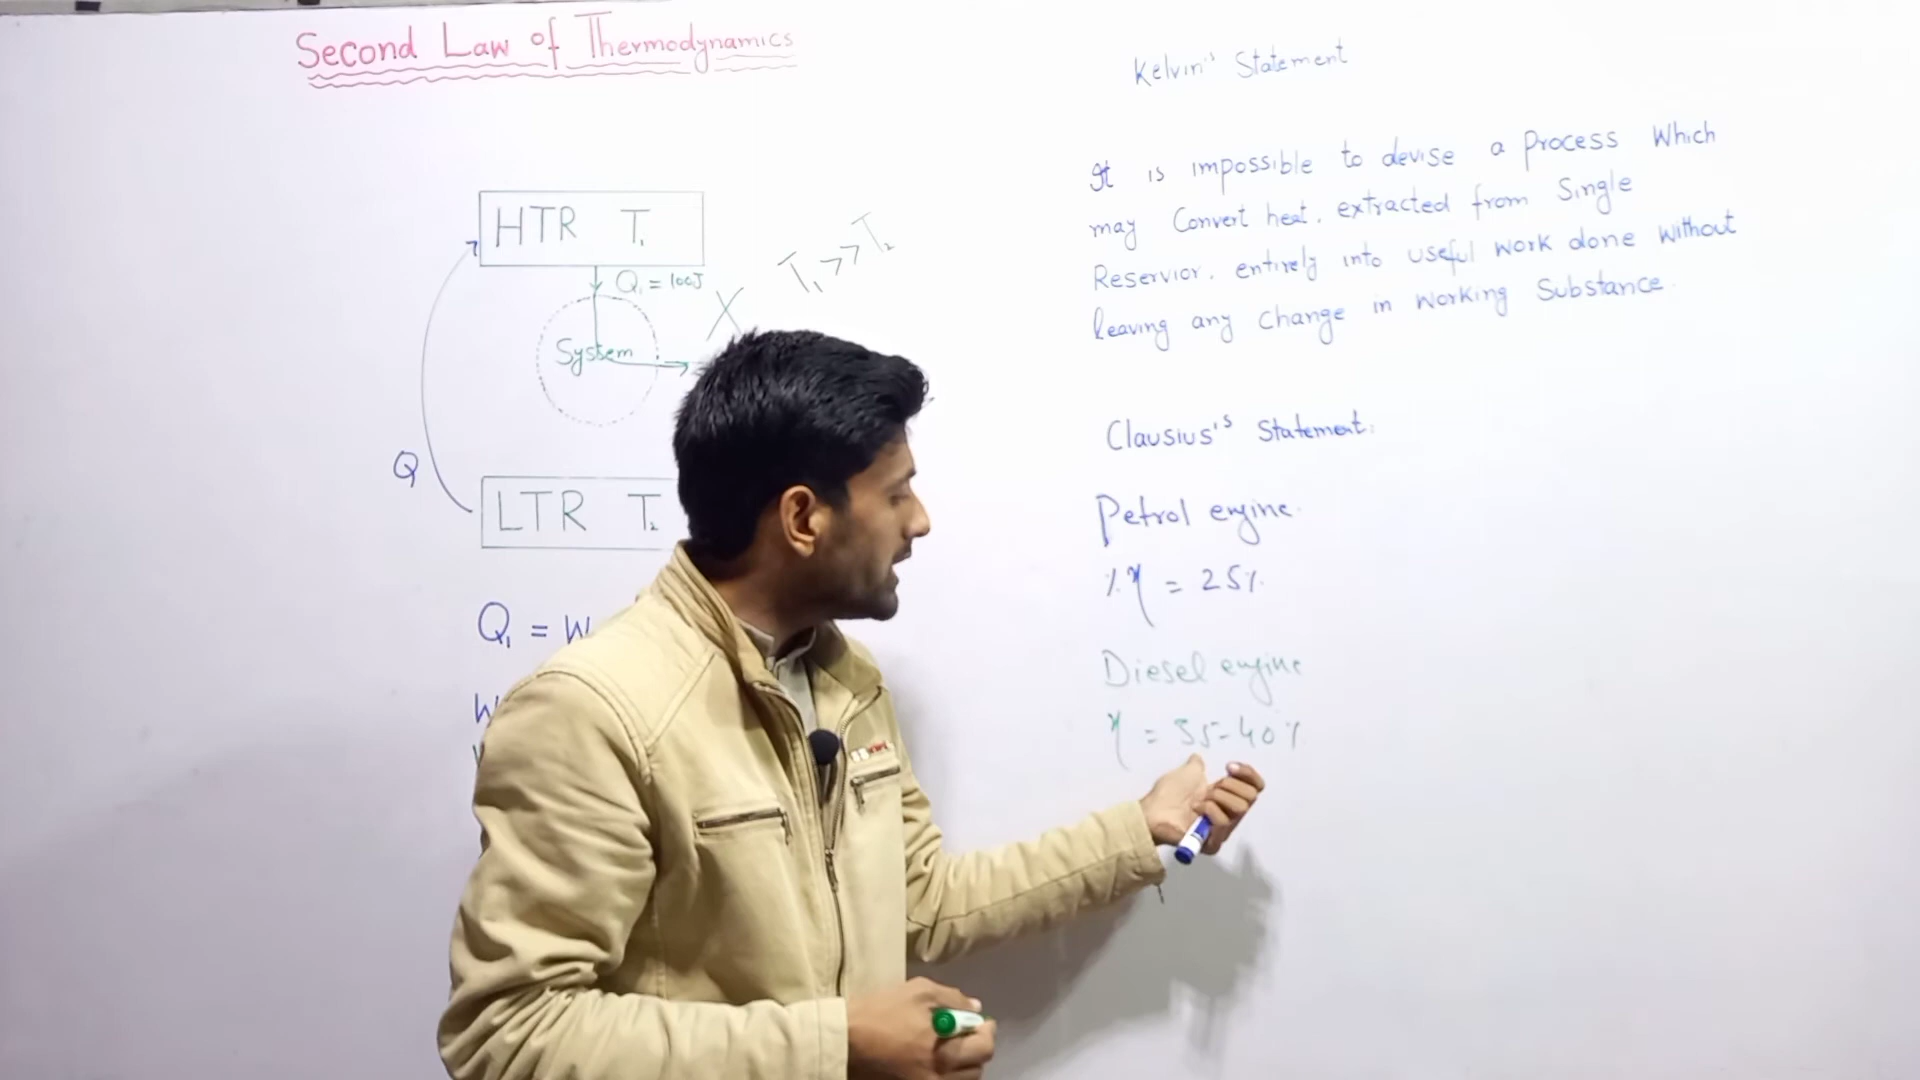 Second Law of Thermodynamics
HTR T₁
Q₁ = 100J
X
T₁ >> T₂
System
Q
LTR T₂
Q₁ = W
W
Kelvin's Statement
It is impossible to devise a Process Which
may Convert heat, extracted from Single
Reservior, entirely into useful work done without
leaving any change in working Substance.
Clausius's Statement:
Petrol engine.
% η = 25%
Diesel engine
η = 35-40%